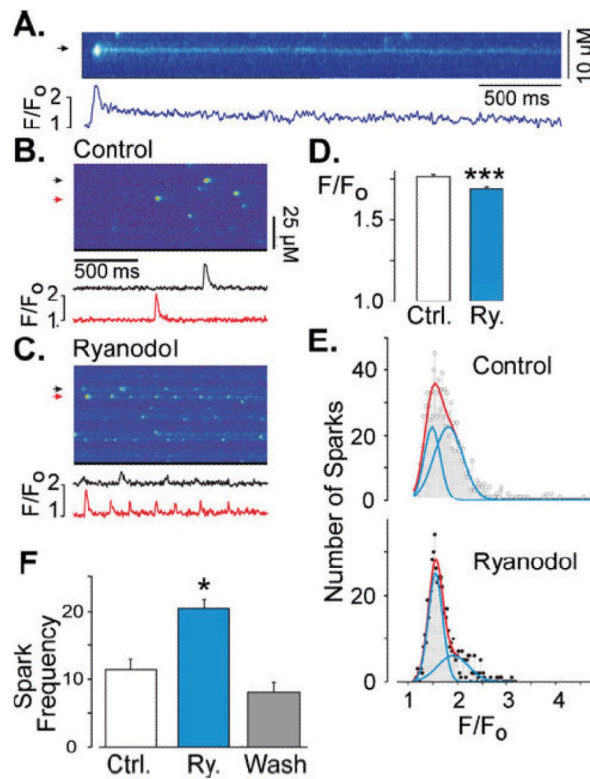 A.
10 µM
500 ms
F/Fo
2
1
B. Control
25 µM
500 ms
F/Fo
2
1.
C. Ryanodol
F/Fo
2
1
D.
F/Fo
***
1.5
1.0
Ctrl. Ry.
E.
Control
40
20
0
Number of Sparks
Ryanodol
20
0
1 2 3 4
F/Fo
F
Spark
Frequency
*
20
10
0
Ctrl. Ry. Wash